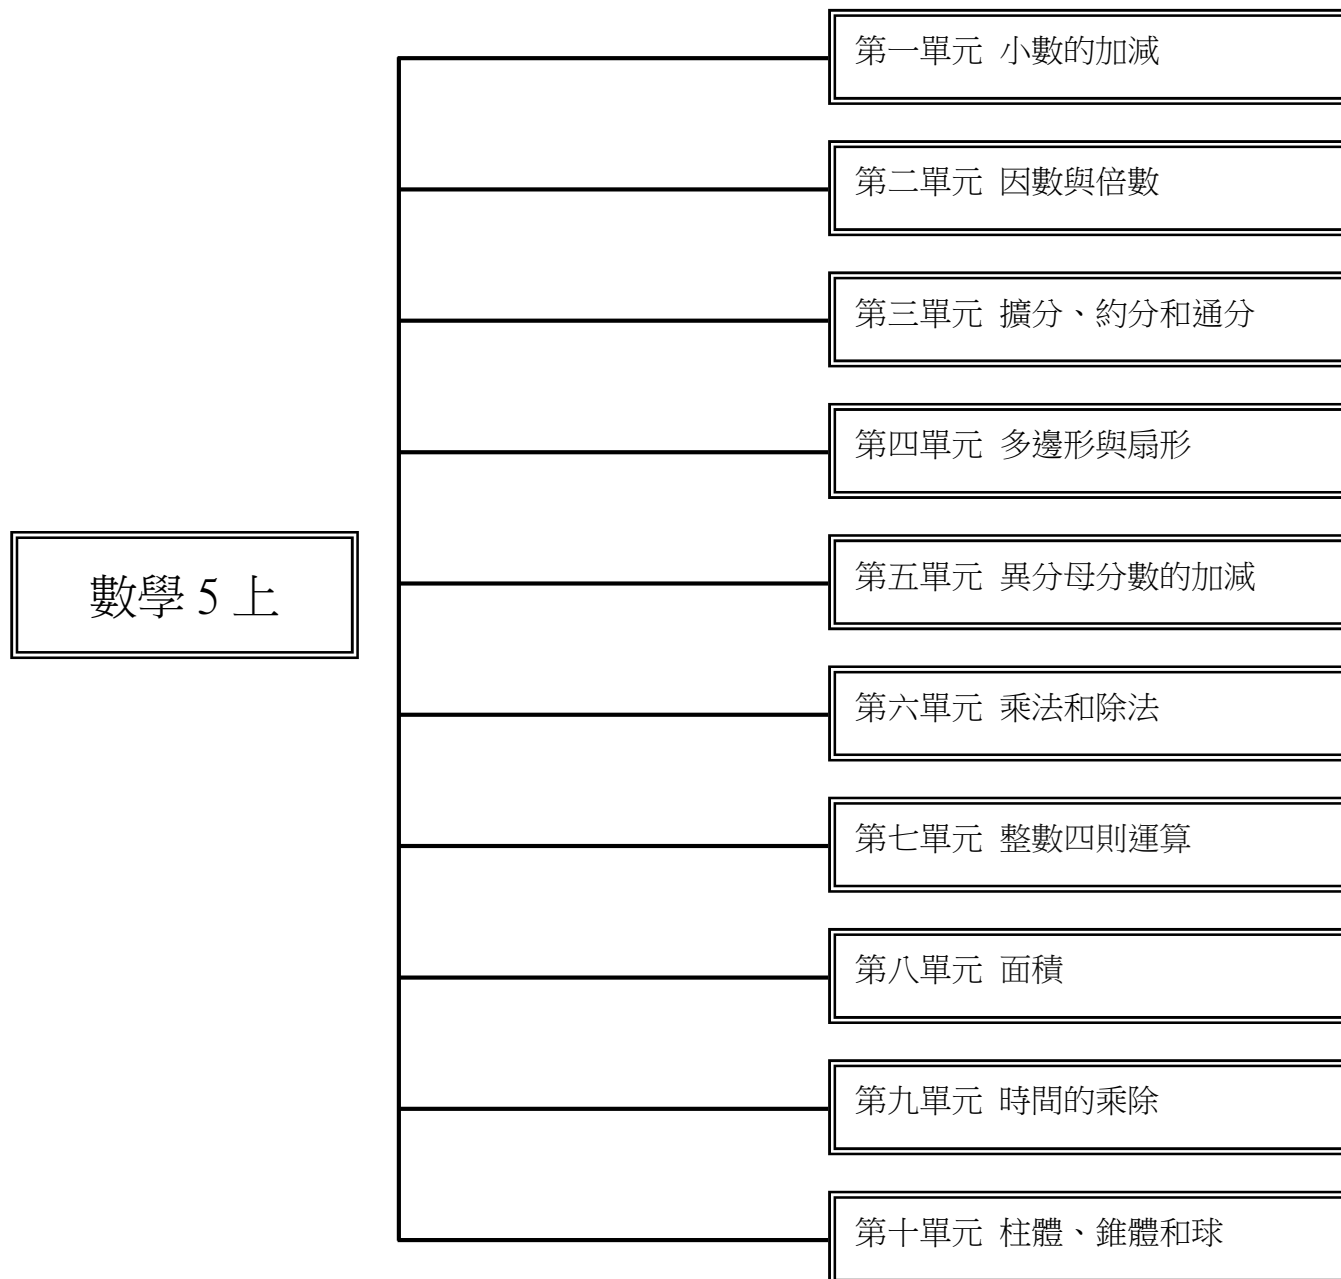 第一單元 小數的加減
第二單元 因數與倍數
第三單元 擴分、約分和通分
第四單元 多邊形與扇形
第五單元 異分母分數的加減
數學 5 上
第六單元 乘法和除法
第七單元 整數四則運算
第八單元 面積
第九單元 時間的乘除
第十單元 柱體、錐體和球